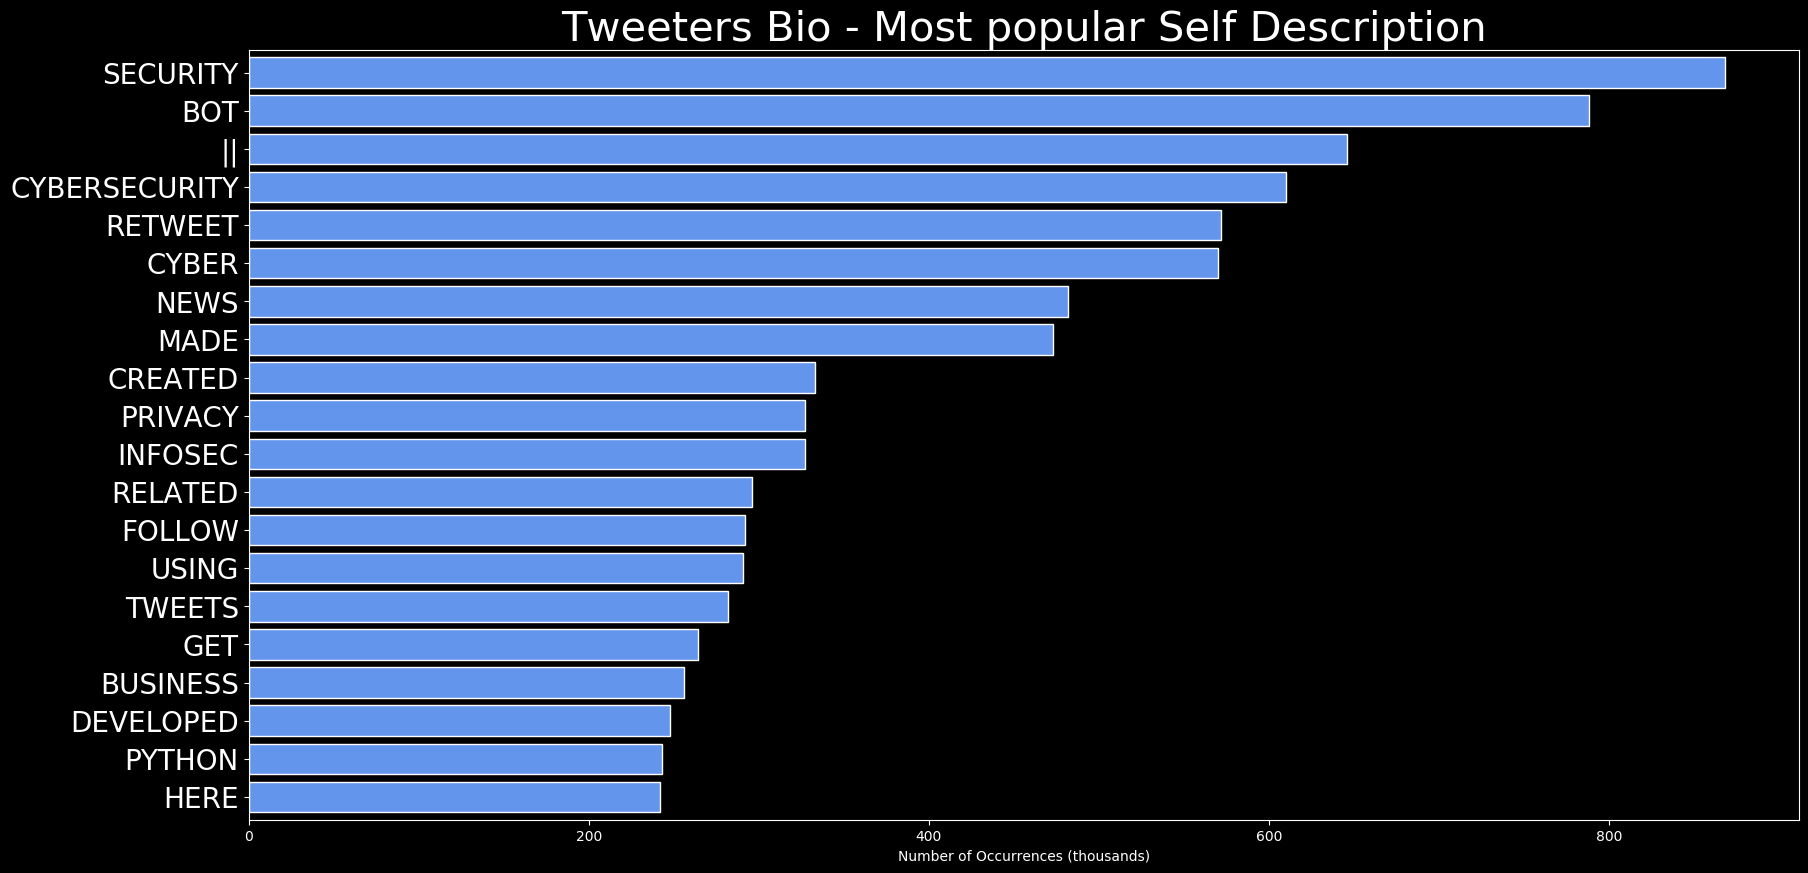 Tweeters Bio - Most popular Self Description
SECURITY
BOT
||
CYBERSECURITY
RETWEET
CYBER
NEWS
MADE
CREATED
PRIVACY
INFOSEC
RELATED
FOLLOW
USING
TWEETS
GET
BUSINESS
DEVELOPED
PYTHON
HERE
0 200 400 600 800
Number of Occurrences (thousands)